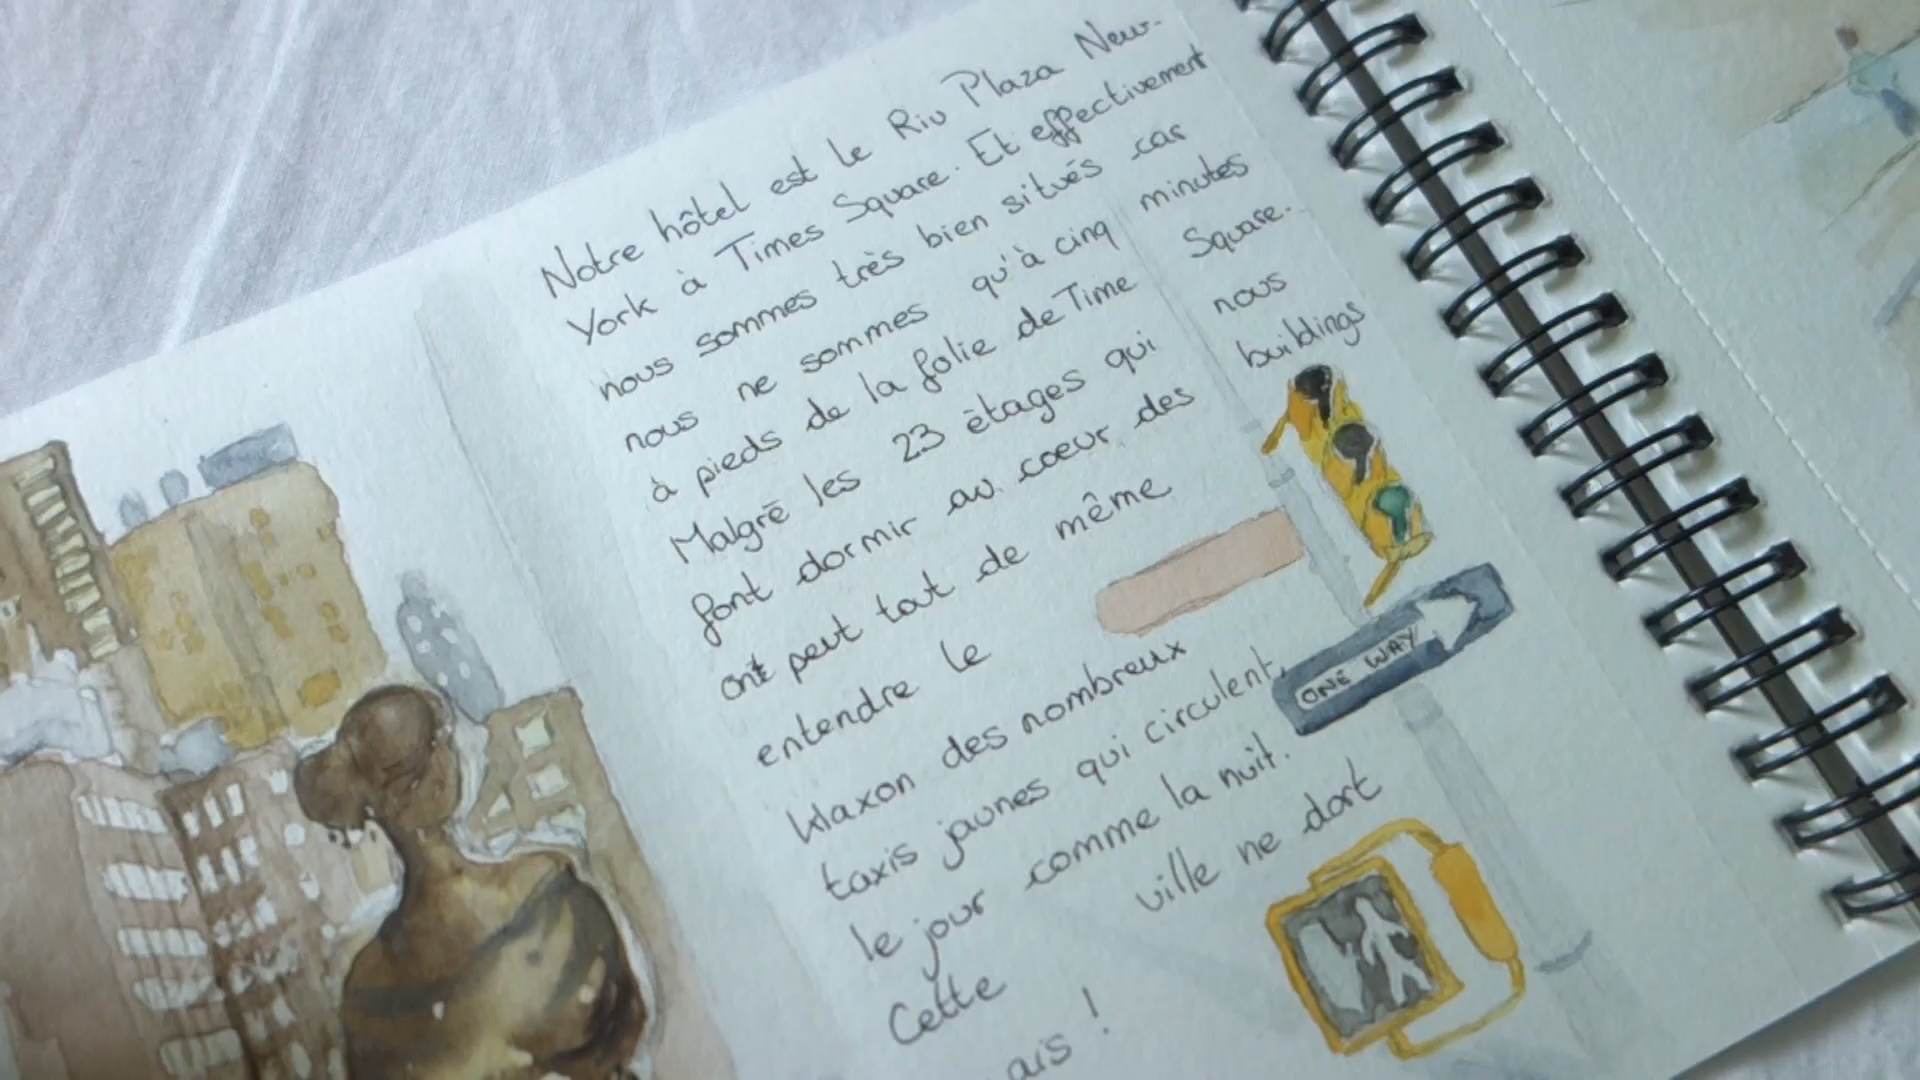 Notre hôtel est le Riu Plaza New-
York à Times Square. Et effectivement
nous sommes très bien situés car
nous ne sommes qu'à cinq minutes
à pieds de la folie de Time Square.
Malgré les 23 étages qui nous
font dormir au coeur des buildings
ont peut tout de même
entendre le
klaxon des nombreux
taxis jaunes qui circulent,
le jour comme la nuit.
Cette ville ne dort
ais !
ONE WAY